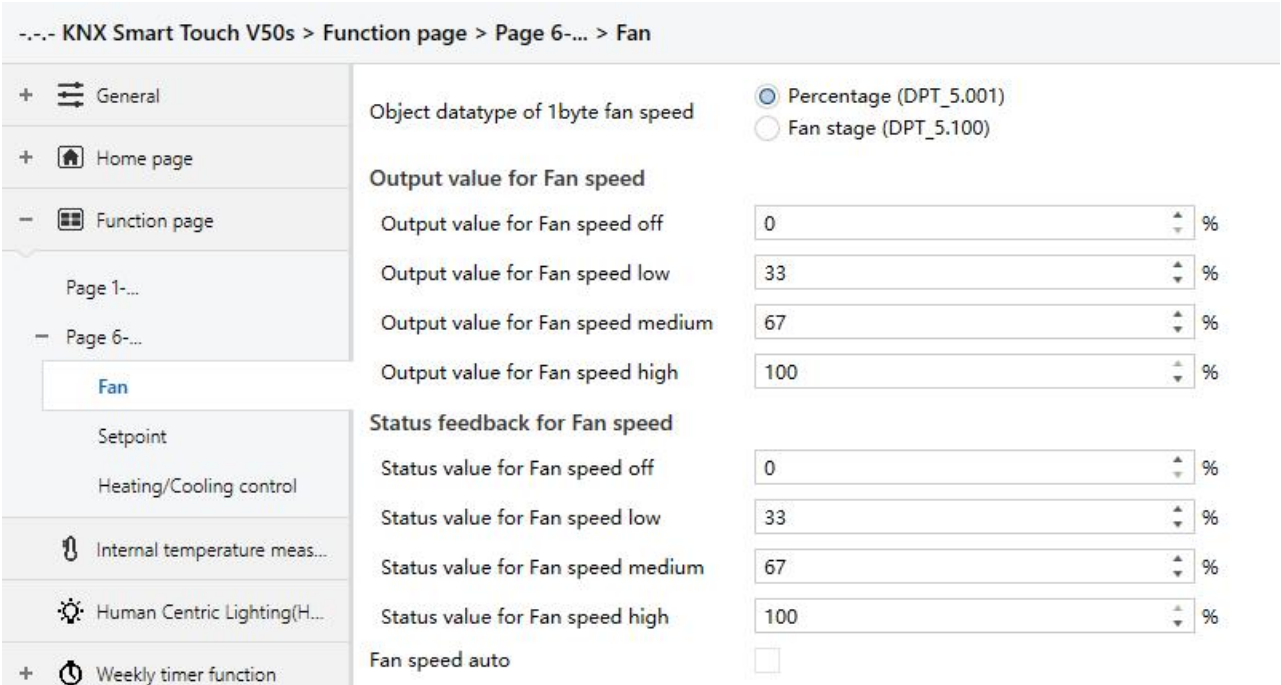 -.-.- KNX Smart Touch V50s > Function page > Page 6-... > Fan
+ General
+ Home page
− Function page
Page 1-...
− Page 6-...
Fan
Setpoint
Heating/Cooling control
Internal temperature meas...
Human Centric Lighting(H...
+ Weekly timer function
Object datatype of 1byte fan speed
Percentage (DPT_5.001)
Fan stage (DPT_5.100)
Output value for Fan speed
Output value for Fan speed off 0 %
Output value for Fan speed low 33 %
Output value for Fan speed medium 67 %
Output value for Fan speed high 100 %
Status feedback for Fan speed
Status value for Fan speed off 0 %
Status value for Fan speed low 33 %
Status value for Fan speed medium 67 %
Status value for Fan speed high 100 %
Fan speed auto